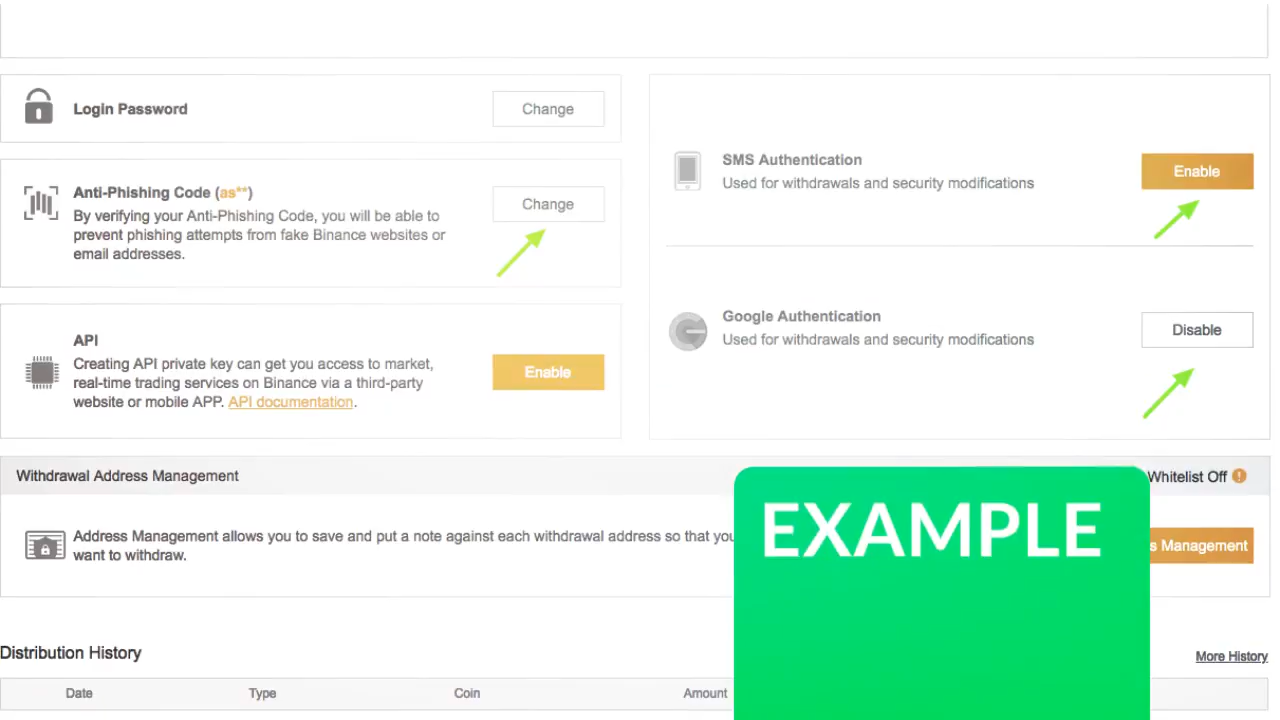 Login Password
Change
Anti-Phishing Code (as**)
By verifying your Anti-Phishing Code, you will be able to
prevent phishing attempts from fake Binance websites or
email addresses.
Change
API
Creating API private key can get you access to market,
real-time trading services on Binance via a third-party
website or mobile APP. API documentation.
Enable
SMS Authentication
Used for withdrawals and security modifications
Enable
Google Authentication
Used for withdrawals and security modifications
Disable
Withdrawal Address Management
Whitelist Off
Address Management allows you to save and put a note against each withdrawal address so that you
want to withdraw.
s Management
EXAMPLE
Distribution History
More History
Date Type Coin Amount